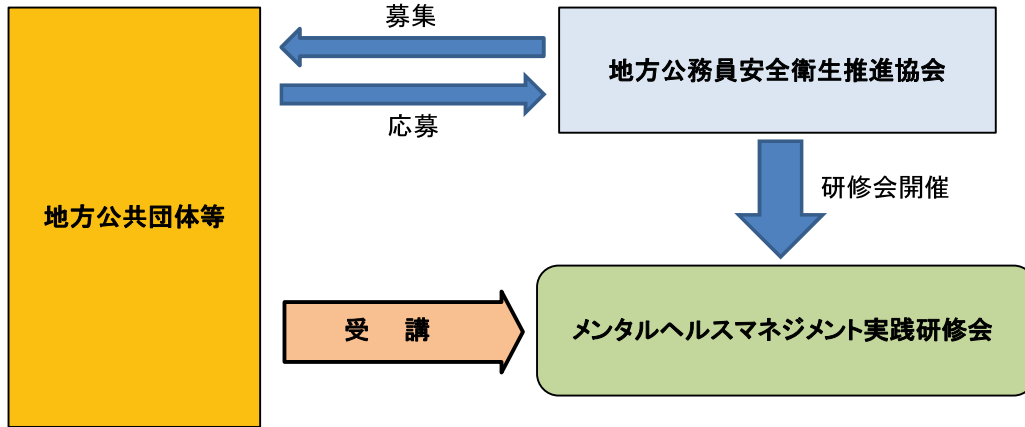 募集
地方公務員安全衛生推進協会
応募
研修会開催
地方公共団体等
受　講
メンタルヘルスマネジメント実践研修会